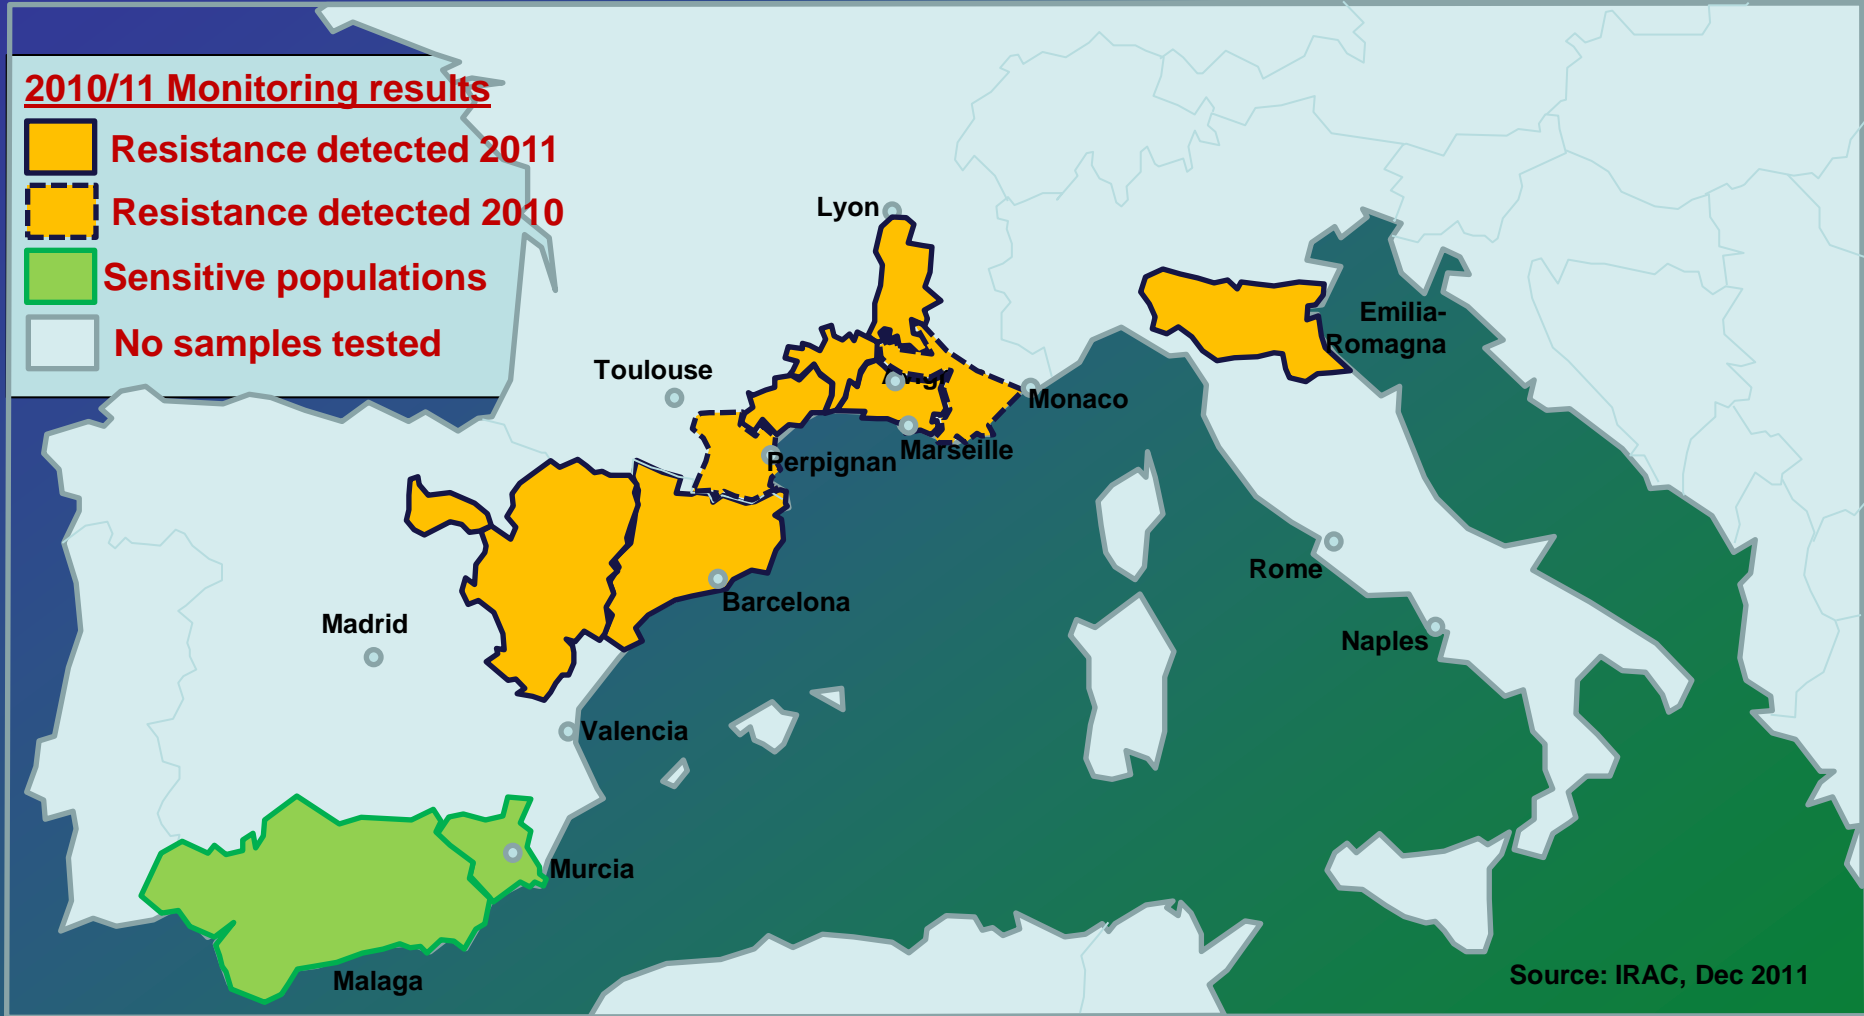 2010/11 Monitoring results
Resistance detected 2011
Resistance detected 2010
Sensitive populations
No samples tested
Lyon
Emilia-
Romagna
Toulouse
Monaco
Marseille
Perpignan
Rome
Barcelona
Madrid
Naples
Valencia
Murcia
Malaga
Source: IRAC, Dec 2011